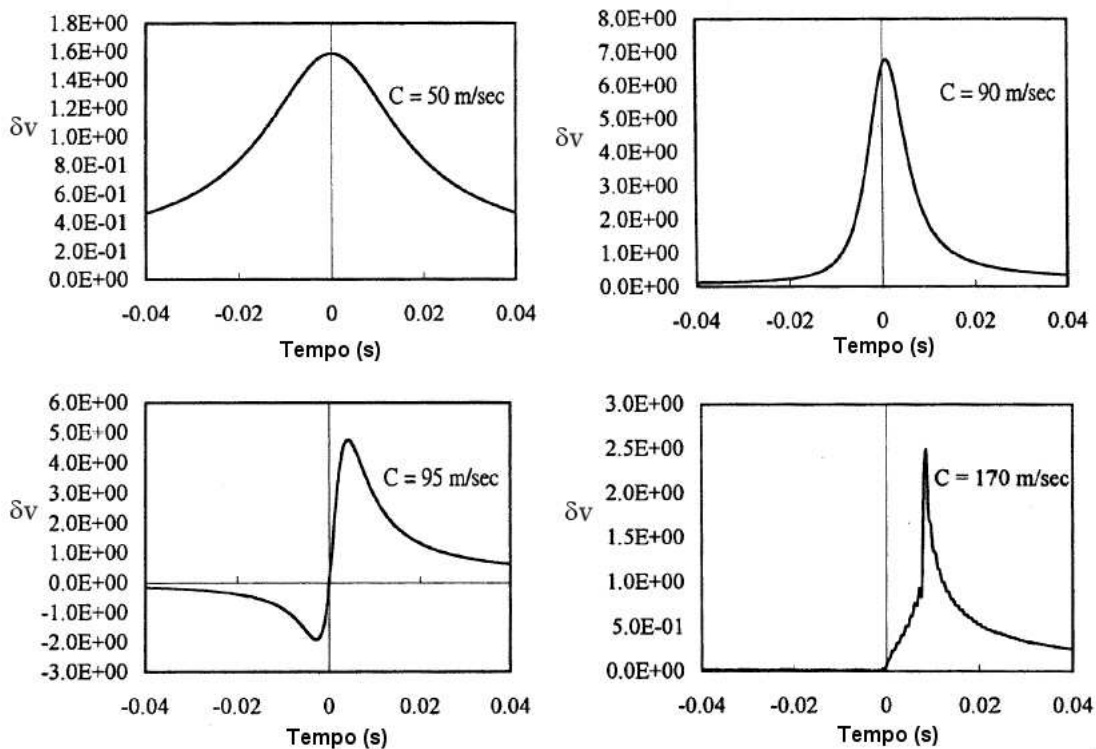 1.8E+00
1.6E+00
1.4E+00
1.2E+00
1.0E+00
8.0E-01
6.0E-01
4.0E-01
2.0E-01
0.0E+00
δv
C = 50 m/sec
-0.04 -0.02 0 0.02 0.04
Tempo (s)
8.0E+00
7.0E+00
6.0E+00
5.0E+00
4.0E+00
3.0E+00
2.0E+00
1.0E+00
0.0E+00
δv
C = 90 m/sec
-0.04 -0.02 0 0.02 0.04
Tempo (s)
6.0E+00
5.0E+00
4.0E+00
3.0E+00
2.0E+00
1.0E+00
0.0E+00
-1.0E+00
-2.0E+00
-3.0E+00
δv
C = 95 m/sec
-0.04 -0.02 0 0.02 0.04
Tempo (s)
3.0E+00
2.5E+00
2.0E+00
1.5E+00
1.0E+00
5.0E-01
0.0E+00
δv
C = 170 m/sec
-0.04 -0.02 0 0.02 0.04
Tempo (s)